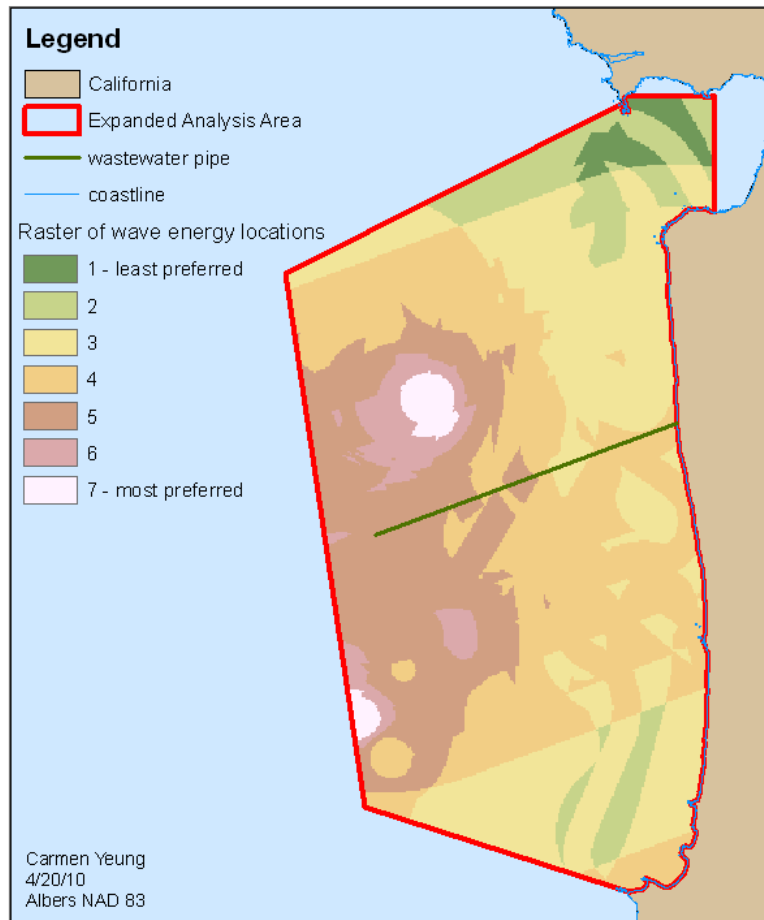 Legend
California
Expanded Analysis Area
wastewater pipe
coastline
Raster of wave energy locations
1 - least preferred
2
3
4
5
6
7 - most preferred
Carmen Yeung
4/20/10
Albers NAD 83